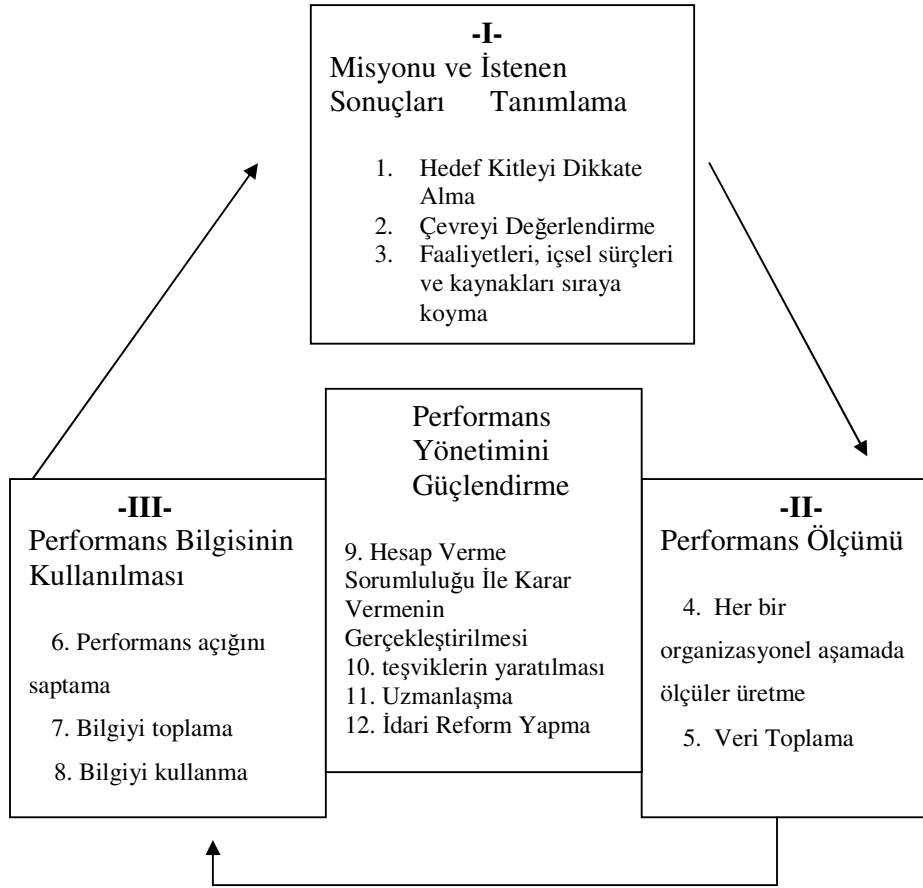 -I-
Misyonu ve İstenen
Sonuçları Tanımlama
1. Hedef Kitleyi Dikkate
Alma
2. Çevreyi Değerlendirme
3. Faaliyetleri, içsel sürçleri
ve kaynakları sıraya
koyma
Performans
Yönetimini
Güçlendirme
9. Hesap Verme
Sorumluluğu İle Karar
Vermenin
Gerçekleştirilmesi
10. teşviklerin yaratılması
11. Uzmanlaşma
12. İdari Reform Yapma
-III-
Performans Bilgisinin
Kullanılması
6. Performans açığını
saptama
7. Bilgiyi toplama
8. Bilgiyi kullanma
-II-
Performans Ölçümü
4. Her bir
organizasyonel aşamada
ölçüler üretme
5. Veri Toplama